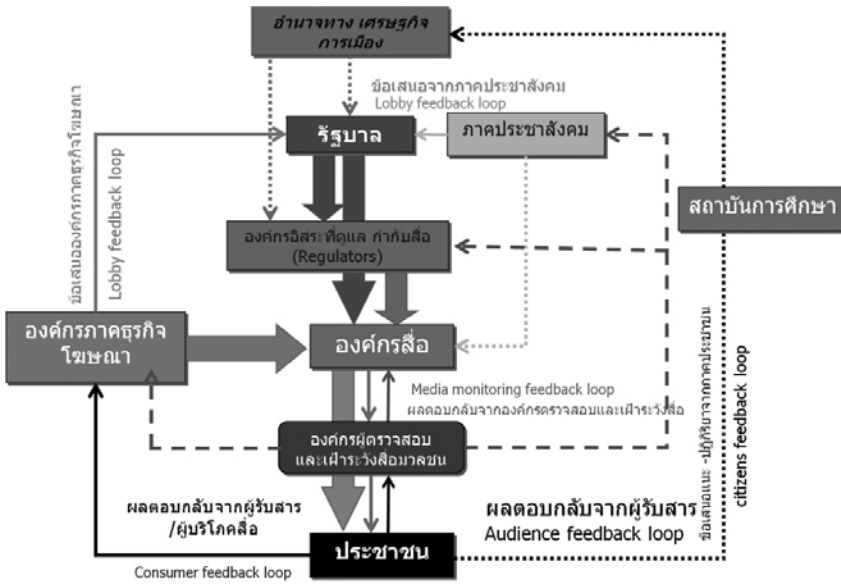 อำนาจทาง เศรษฐกิจ
การเมือง
ข้อเสนอจากภาคประชาสังคม
Lobby feedback loop
รัฐบาล
ภาคประชาสังคม
ข้อเสนอองค์กรภาคธุรกิจโฆษณา
Lobby feedback loop
สถาบันการศึกษา
องค์กรอิสระที่ดูแล กำกับสื่อ
(Regulators)
องค์กรภาคธุรกิจ
โฆษณา
องค์กรสื่อ
Media monitoring feedback loop
ผลตอบกลับจากองค์กรตรวจสอบและเฝ้าระวังสื่อ
องค์กรผู้ตรวจสอบ
และเฝ้าระวังสื่อมวลชน
ข้อเสนอแนะ -ปฏิกิริยาจากภาคประชาชน
citizens feedback loop
ผลตอบกลับจากผู้รับสาร
/ผู้บริโภคสื่อ
ผลตอบกลับจากผู้รับสาร
Audience feedback loop
ประชาชน
Consumer feedback loop